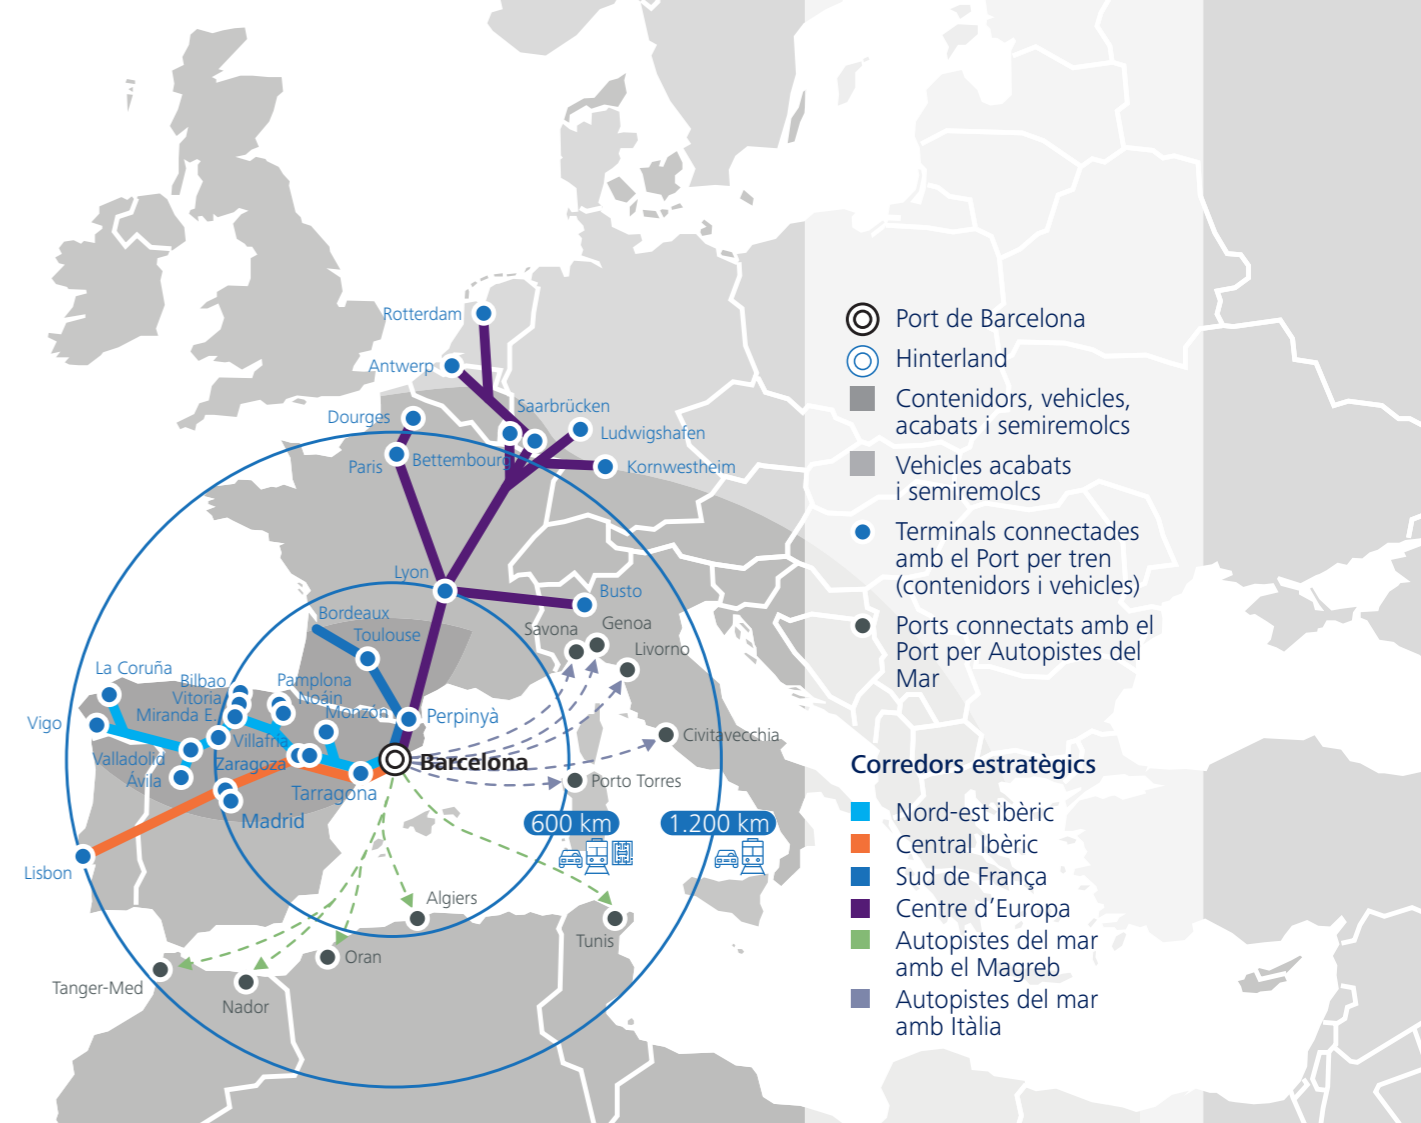 Rotterdam
Antwerp
Dourges
Saarbrücken
Ludwigshafen
Paris
Bettembourg
Kornwestheim
Lyon
Busto
Bordeaux
Toulouse
Savona
Genoa
Livorno
La Coruña
Bilbao
Vitoria
Miranda E.
Pamplona
Noáin
Monzón
Perpinyà
Vigo
Villafría
Valladolid
Ávila
Zaragoza
Barcelona
Civitavecchia
Porto Torres
Tarragona
Madrid
600 km
1.200 km
Lisbon
Algiers
Tunis
Oran
Tanger-Med
Nador
Port de Barcelona
Hinterland
Contenidors, vehicles,
acabats i semiremolcs
Vehicles acabats
i semiremolcs
Terminals connectades
amb el Port per tren
(contenidors i vehicles)
Ports connectats amb el
Port per Autopistes del
Mar
Corredors estratègics
Nord-est ibèric
Central Ibèric
Sud de França
Centre d’Europa
Autopistes del mar
amb el Magreb
Autopistes del mar
amb Itàlia